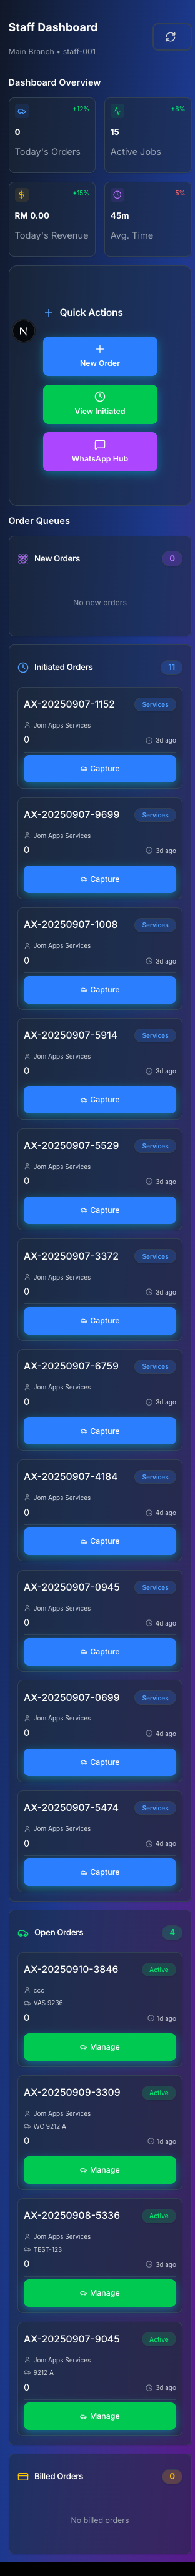 Staff Dashboard
Main Branch • staff-001
Dashboard Overview
+12%
0
Today's Orders
+8%
15
Active Jobs
+15%
RM 0.00
Today's Revenue
5%
45m
Avg. Time
Quick Actions
N
New Order
View Initiated
WhatsApp Hub
Order Queues
New Orders 0
No new orders
Initiated Orders 11
AX-20250907-1152 Services
Jom Apps Services
0 3d ago
Capture
AX-20250907-9699 Services
Jom Apps Services
0 3d ago
Capture
AX-20250907-1008 Services
Jom Apps Services
0 3d ago
Capture
AX-20250907-5914 Services
Jom Apps Services
0 3d ago
Capture
AX-20250907-5529 Services
Jom Apps Services
0 3d ago
Capture
AX-20250907-3372 Services
Jom Apps Services
0 3d ago
Capture
AX-20250907-6759 Services
Jom Apps Services
0 3d ago
Capture
AX-20250907-4184 Services
Jom Apps Services
0 4d ago
Capture
AX-20250907-0945 Services
Jom Apps Services
0 4d ago
Capture
AX-20250907-0699 Services
Jom Apps Services
0 4d ago
Capture
AX-20250907-5474 Services
Jom Apps Services
0 4d ago
Capture
Open Orders 4
AX-20250910-3846 Active
ccc
VAS 9236
0 1d ago
Manage
AX-20250909-3309 Active
Jom Apps Services
WC 9212 A
0 1d ago
Manage
AX-20250908-5336 Active
Jom Apps Services
TEST-123
0 3d ago
Manage
AX-20250907-9045 Active
Jom Apps Services
9212 A
0 3d ago
Manage
Billed Orders 0
No billed orders